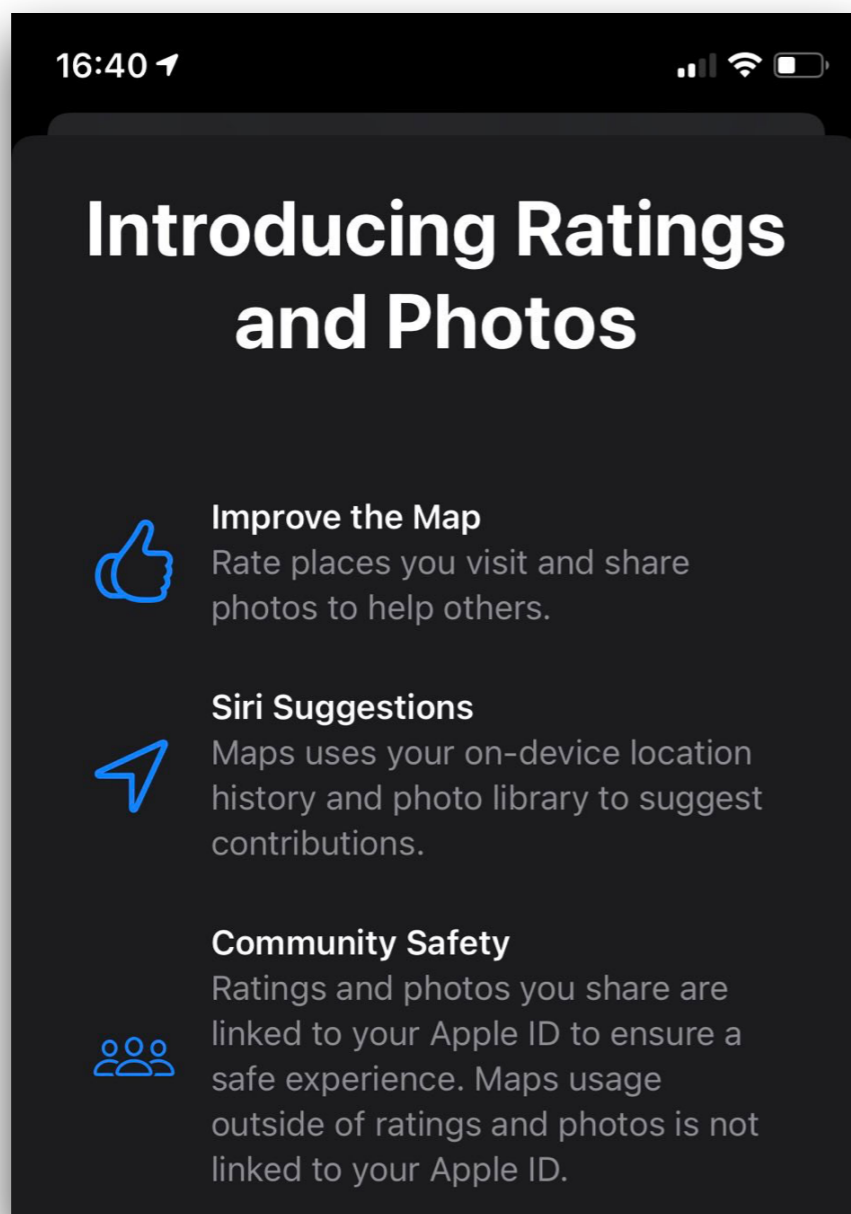 16:40
Introducing Ratings
and Photos
Improve the Map
Rate places you visit and share
photos to help others.
Siri Suggestions
Maps uses your on-device location
history and photo library to suggest
contributions.
Community Safety
Ratings and photos you share are
linked to your Apple ID to ensure a
safe experience. Maps usage
outside of ratings and photos is not
linked to your Apple ID.